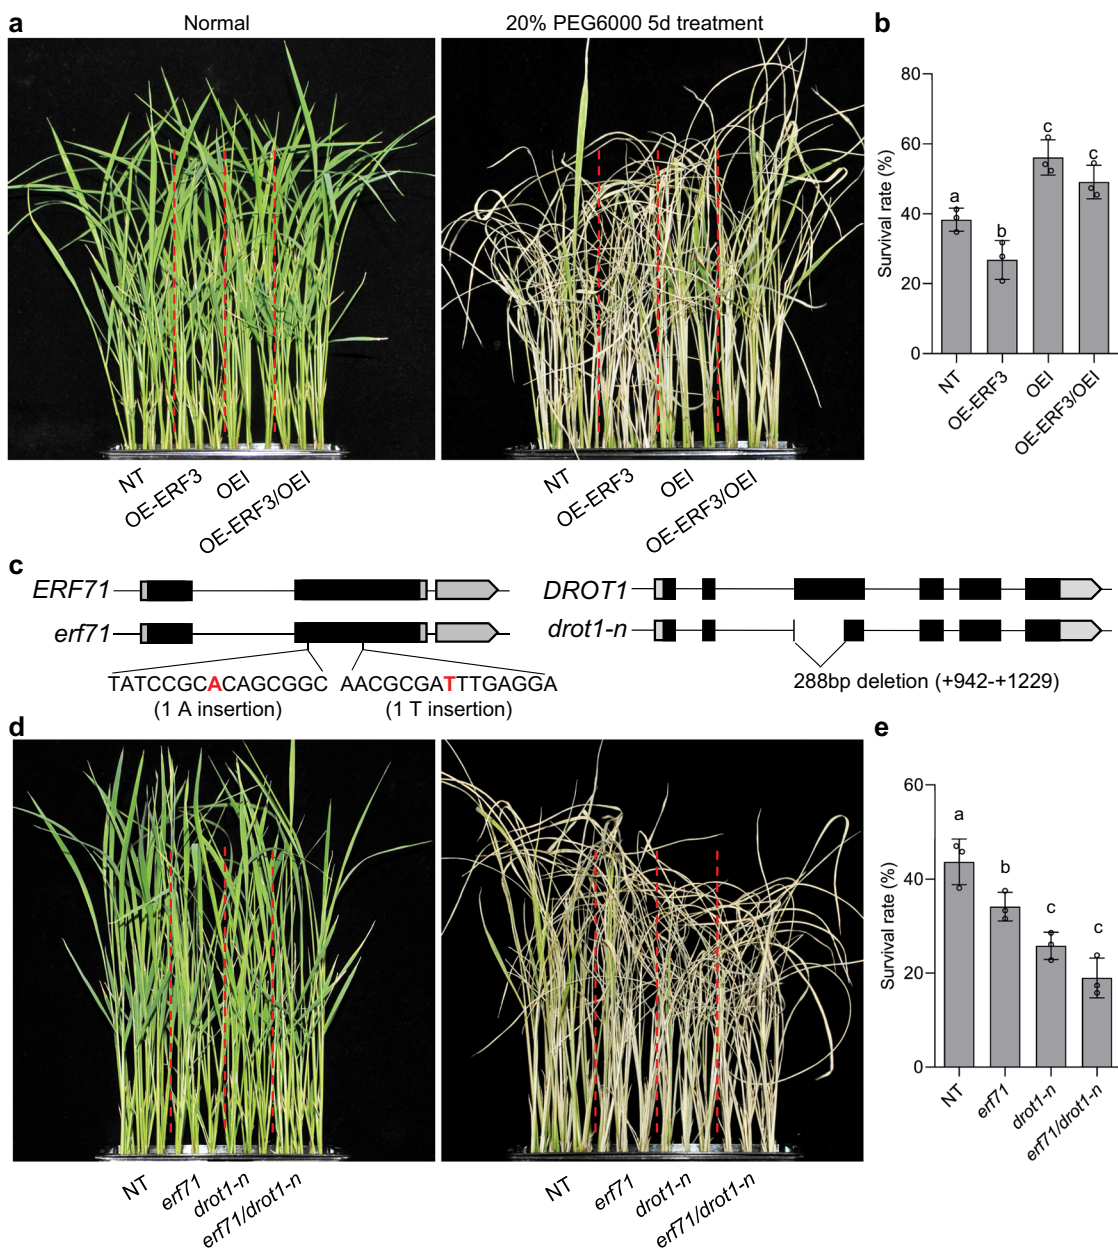 a
Normal
20% PEG6000 5d treatment
NT
OE-ERF3
OEI
OE-ERF3/OEI
NT
OE-ERF3
OEI
OE-ERF3/OEI
b
Survival rate (%)
80
60
40
20
0
a
b
c
c
NT
OE-ERF3
OEI
OE-ERF3/OEI
c
ERF71
erf71
TATCCGCACAGCGGC AACGCGATTTGAGGA
(1 A insertion) (1 T insertion)
DROT1
drot1-n
288bp deletion (+942-+1229)
d
NT
erf71
drot1-n
erf71/drot1-n
NT
erf71
drot1-n
erf71/drot1-n
e
Survival rate (%)
60
40
20
0
a
b
c
c
NT
erf71
drot1-n
erf71/drot1-n